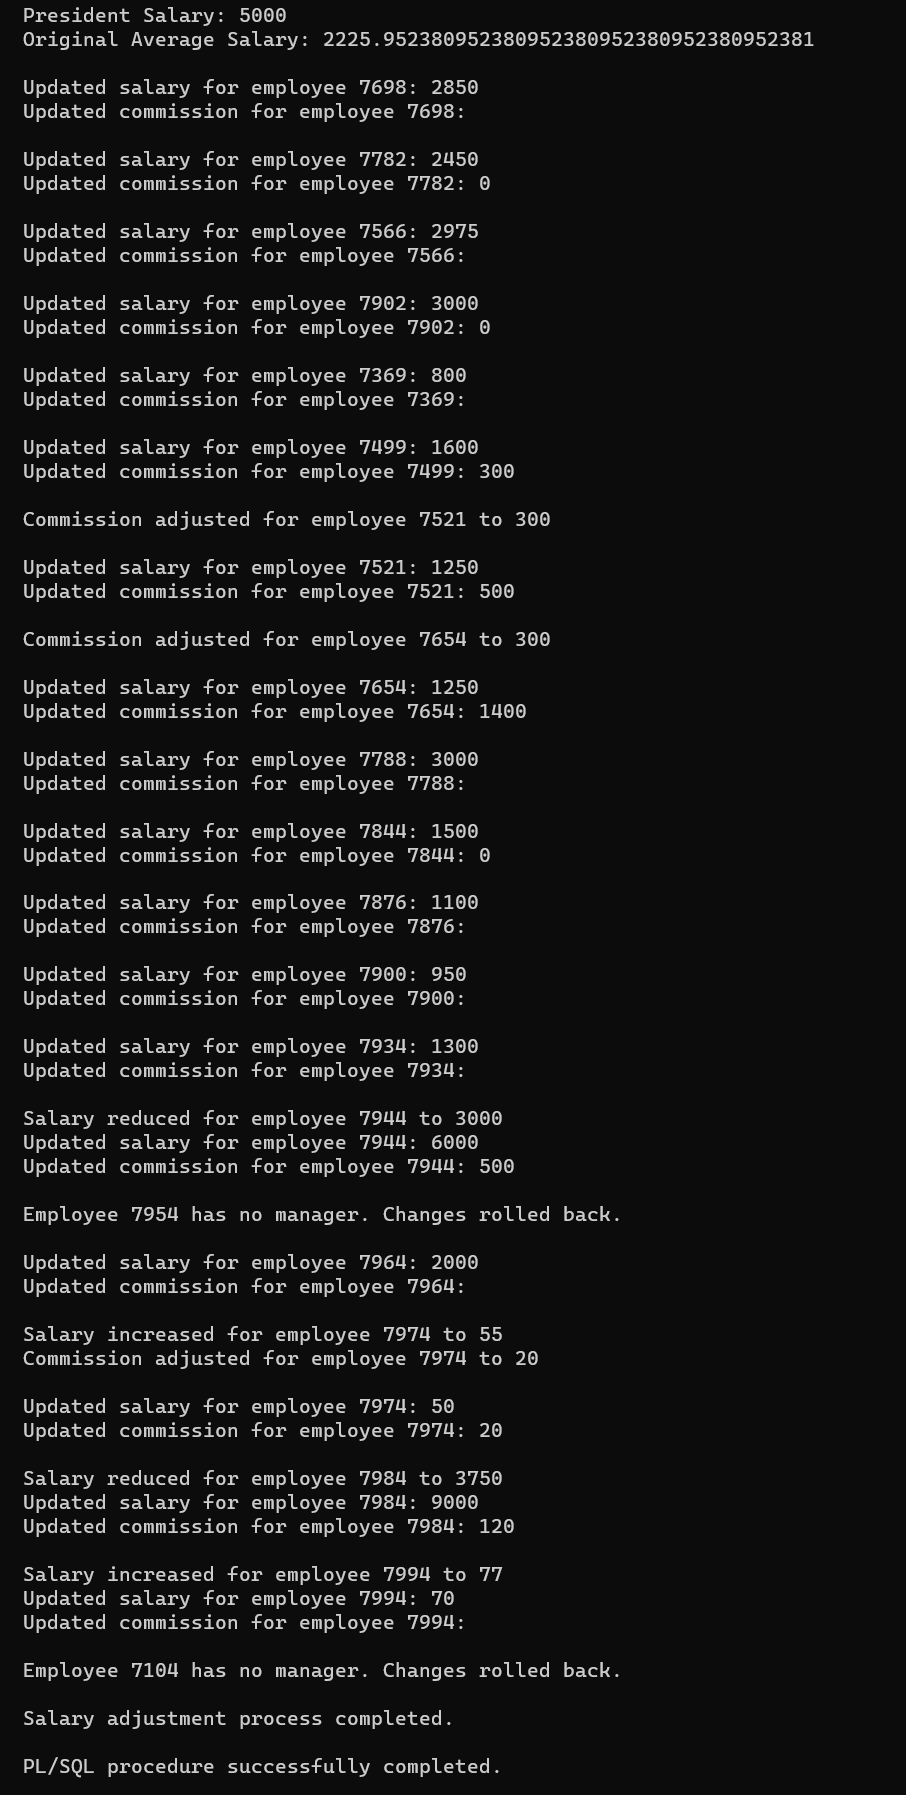 President Salary: 5000
Original Average Salary: 2225.95238095238095238095238095238095238​1
Updated salary for employee 7698: 2850
Updated commission for employee 7698:
Updated salary for employee 7782: 2450
Updated commission for employee 7782: 0
Updated salary for employee 7566: 2975
Updated commission for employee 7566:
Updated salary for employee 7902: 3000
Updated commission for employee 7902: 0
Updated salary for employee 7369: 800
Updated commission for employee 7369:
Updated salary for employee 7499: 1600
Updated commission for employee 7499: 300
Commission adjusted for employee 7521 to 300
Updated salary for employee 7521: 1250
Updated commission for employee 7521: 500
Commission adjusted for employee 7654 to 300
Updated salary for employee 7654: 1250
Updated commission for employee 7654: 1400
Updated salary for employee 7788: 3000
Updated commission for employee 7788:
Updated salary for employee 7844: 1500
Updated commission for employee 7844: 0
Updated salary for employee 7876: 1100
Updated commission for employee 7876:
Updated salary for employee 7900: 950
Updated commission for employee 7900:
Updated salary for employee 7934: 1300
Updated commission for employee 7934:
Salary reduced for employee 7944 to 3000
Updated salary for employee 7944: 6000
Updated commission for employee 7944: 500
Employee 7954 has no manager. Changes rolled back.
Updated salary for employee 7964: 2000
Updated commission for employee 7964:
Salary increased for employee 7974 to 55
Commission adjusted for employee 7974 to 20
Updated salary for employee 7974: 50
Updated commission for employee 7974: 20
Salary reduced for employee 7984 to 3750
Updated salary for employee 7984: 9000
Updated commission for employee 7984: 120
Salary increased for employee 7994 to 77
Updated salary for employee 7994: 70
Updated commission for employee 7994:
Employee 7104 has no manager. Changes rolled back.
Salary adjustment process completed.
PL/SQL procedure successfully completed.